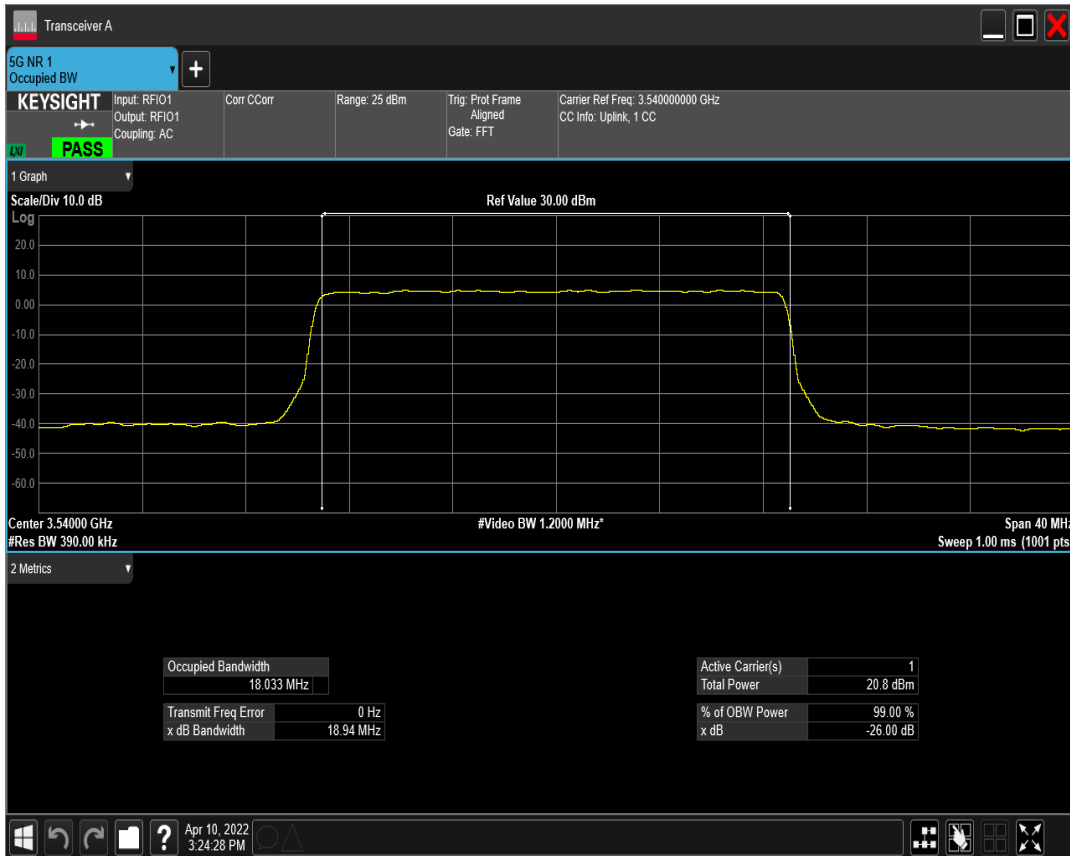 Transceiver A
5G NR 1
Occupied BW
+
KEYSIGHT
LXI PASS
Input: RFIO1
Output: RFIO1
Coupling: AC
Corr CCorr
Range: 25 dBm
Trig: Prot Frame
Aligned
Gate: FFT
Carrier Ref Freq: 3.540000000 GHz
CC Info: Uplink, 1 CC
1 Graph
Scale/Div 10.0 dB Ref Value 30.00 dBm
Log
20.0
10.0
0.00
-10.0
-20.0
-30.0
-40.0
-50.0
-60.0
Center 3.54000 GHz #Video BW 1.2000 MHz* Span 40 MHz
#Res BW 390.00 kHz Sweep 1.00 ms (1001 pts
2 Metrics
Occupied Bandwidth
18.033 MHz
Transmit Freq Error 0 Hz
x dB Bandwidth 18.94 MHz
Active Carrier(s) 1
Total Power 20.8 dBm
% of OBW Power 99.00 %
x dB -26.00 dB
?
Apr 10, 2022
3:24:28 PM